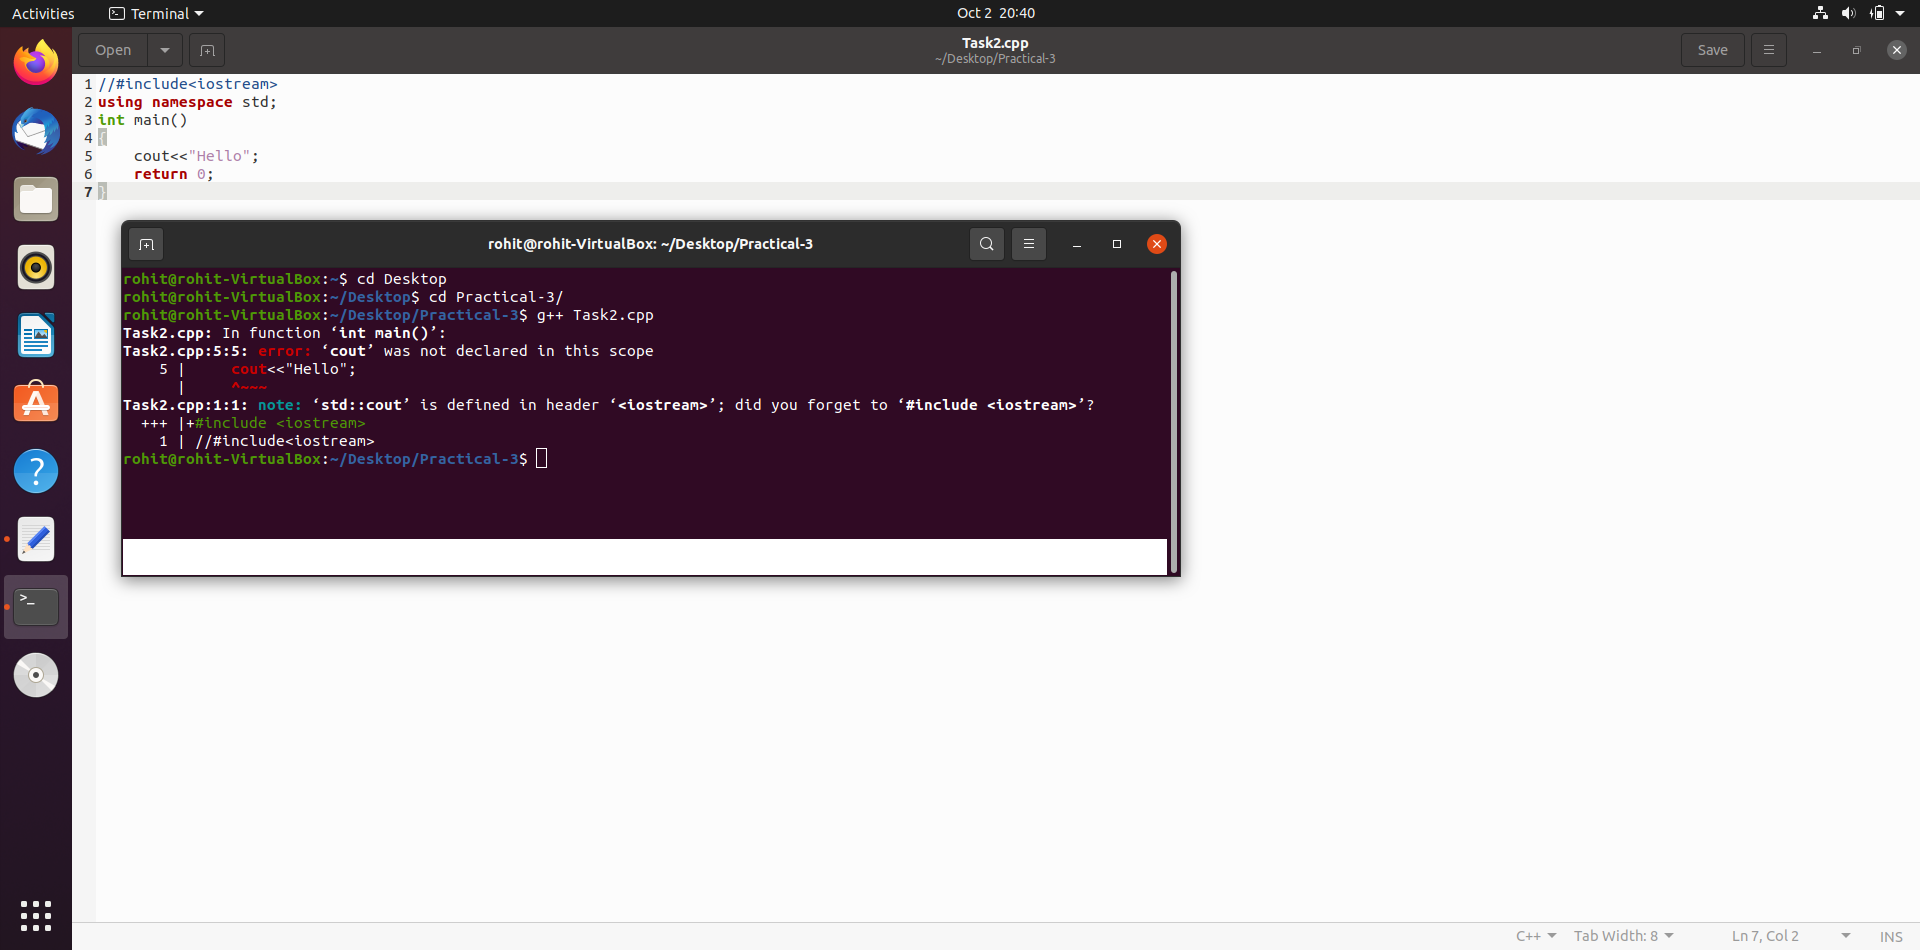 Activities
Terminal
Oct 2 20:40
Open
Task2.cpp
~/Desktop/Practical-3
Save
1 //#include<iostream>
2 using namespace std;
3 int main()
4 {
5     cout<<"Hello";
6     return 0;
7 }
rohit@rohit-VirtualBox: ~/Desktop/Practical-3
rohit@rohit-VirtualBox:~$ cd Desktop
rohit@rohit-VirtualBox:~/Desktop$ cd Practical-3/
rohit@rohit-VirtualBox:~/Desktop/Practical-3$ g++ Task2.cpp
Task2.cpp: In function ‘int main()’:
Task2.cpp:5:5: error: ‘cout’ was not declared in this scope
    5 |     cout<<"Hello";
      |     ^~~~
Task2.cpp:1:1: note: ‘std::cout’ is defined in header ‘<iostream>’; did you forget to ‘#include <iostream>’?
  +++ |+#include <iostream>
    1 | //#include<iostream>
rohit@rohit-VirtualBox:~/Desktop/Practical-3$
C++
Tab Width: 8
Ln 7, Col 2
INS